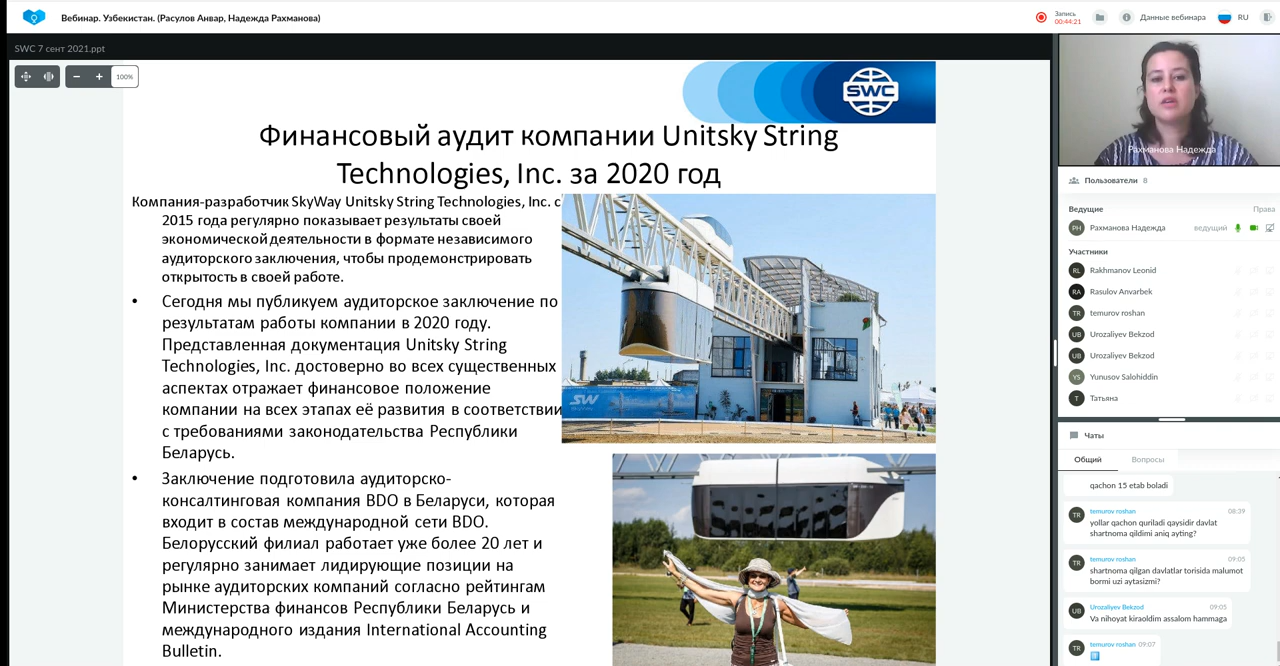 Вебинар. Узбекистан. (Расулов Анвар, Надежда Рахманова)
Запись
00:44:21
Данные вебинара
RU
SWC 7 сент 2021.ppt
100%
SWC
Финансовый аудит компании Unitsky String
Technologies, Inc. за 2020 год
Компания-разработчик SkyWay Unitsky String Technologies, Inc. с
2015 года регулярно показывает результаты своей
экономической деятельности в формате независимого
аудиторского заключения, чтобы продемонстрировать
открытость в своей работе.
• Сегодня мы публикуем аудиторское заключение по
результатам работы компании в 2020 году.
Представленная документация Unitsky String
Technologies, Inc. достоверно во всех существенных
аспектах отражает финансовое положение
компании на всех этапах её развития в соответствии
с требованиями законодательства Республики
Беларусь.
• Заключение подготовила аудиторско-
консалтинговая компания BDO в Беларуси, которая
входит в состав международной сети BDO.
Белорусский филиал работает уже более 20 лет и
регулярно занимает лидирующие позиции на
рынке аудиторских компаний согласно рейтингам
Министерства финансов Республики Беларусь и
международного издания International Accounting
Bulletin.
SW
Рахманова Надежда
Пользователи 8
Ведущие
Права
РН Рахманова Надежда ведущий
Участники
RL Rakhmanov Leonid
RA Rasulov Anvarbek
TR temurov roshan
UB Urozaliyev Bekzod
UB Urozaliyev Bekzod
YS Yunusov Salohiddin
Т Татьяна
Чаты
Общий
Вопросы
qachon 15 etab boladi
TR temurov roshan 08:39
yollar qachon quriladi qaysidir davlat
shartnoma qildimi aniq ayting?
TR temurov roshan 09:05
shartnoma qilgan davlatlar torisida malumot
bormi uzi aytasizmi?
UB Urozaliyev Bekzod 09:05
Va nihoyat kiraoldim assalom hammaga
TR temurov roshan 09:07